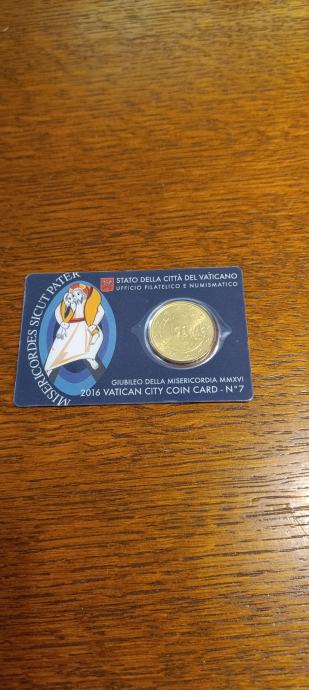 MISERICORDES SICUT PATER
STATO DELLA CITTÀ DEL VATICANO
UFFICIO FILATELICO E NUMISMATICO
GIUBILEO DELLA MISERICORDIA MMXVI
2016 VATICAN CITY COIN CARD - N°7